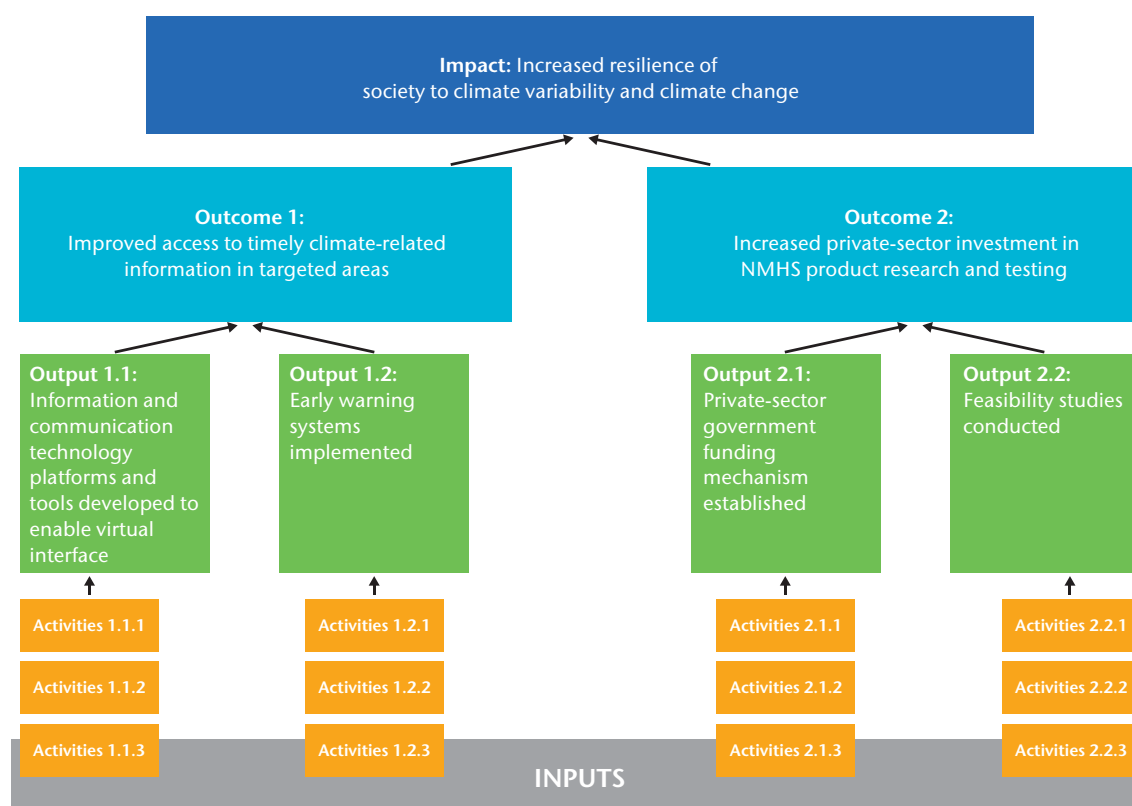 Impact: Increased resilience of
society to climate variability and climate change
Outcome 1:
Improved access to timely climate-related
information in targeted areas
Outcome 2:
Increased private-sector investment in
NMHS product research and testing
Output 1.1:
Information and
communication
technology
platforms and
tools developed to
enable virtual
interface
Output 1.2:
Early warning
systems
implemented
Output 2.1:
Private-sector
government
funding
mechanism
established
Output 2.2:
Feasibility studies
conducted
Activities 1.1.1
Activities 1.2.1
Activities 2.1.1
Activities 2.2.1
Activities 1.1.2
Activities 1.2.2
Activities 2.1.2
Activities 2.2.2
Activities 1.1.3
Activities 1.2.3
Activities 2.1.3
Activities 2.2.3
INPUTS